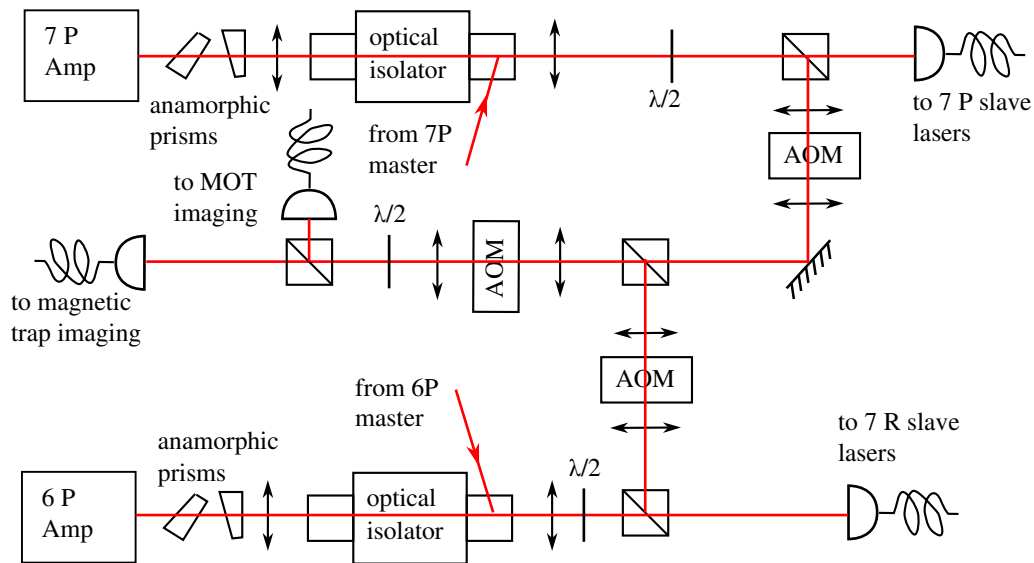 7 P
Amp
anamorphic
prisms
optical
isolator
from 7P
master
λ/2
to 7 P slave
lasers
AOM
to MOT
imaging
λ/2
AOM
to magnetic
trap imaging
AOM
from 6P
master
to 7 R slave
lasers
anamorphic
prisms
6 P
Amp
optical
isolator
λ/2